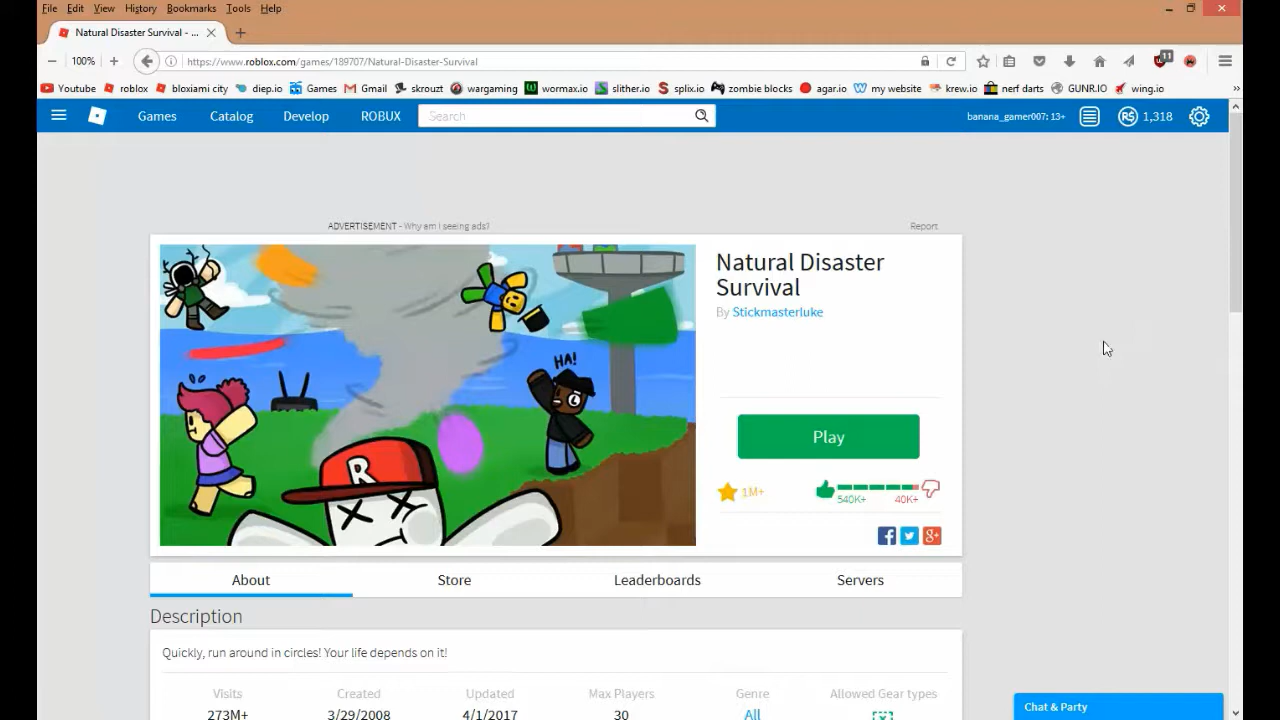 File Edit View History Bookmarks Tools Help
Natural Disaster Survival - ...
100% https://www.roblox.com/games/189707/Natural-Disaster-Survival 11
Youtube roblox bloxiami city diep.io Games Gmail skrouzt wargaming wormax.io slither.io splix.io zombie blocks agar.io my website krew.io nerf darts GUNR.IO wing.io
Games Catalog Develop ROBUX Search banana_gamer007: 13+ R$ 1,318
ADVERTISEMENT - Why am I seeing ads? Report
HA!
R
Natural Disaster
Survival
By Stickmasterluke
Play
1M+ 540K+ 40K+
About Store Leaderboards Servers
Description
Quickly, run around in circles! Your life depends on it!
Visits Created Updated Max Players Genre Allowed Gear types
273M+ 3/29/2008 4/1/2017 30 All
Chat & Party